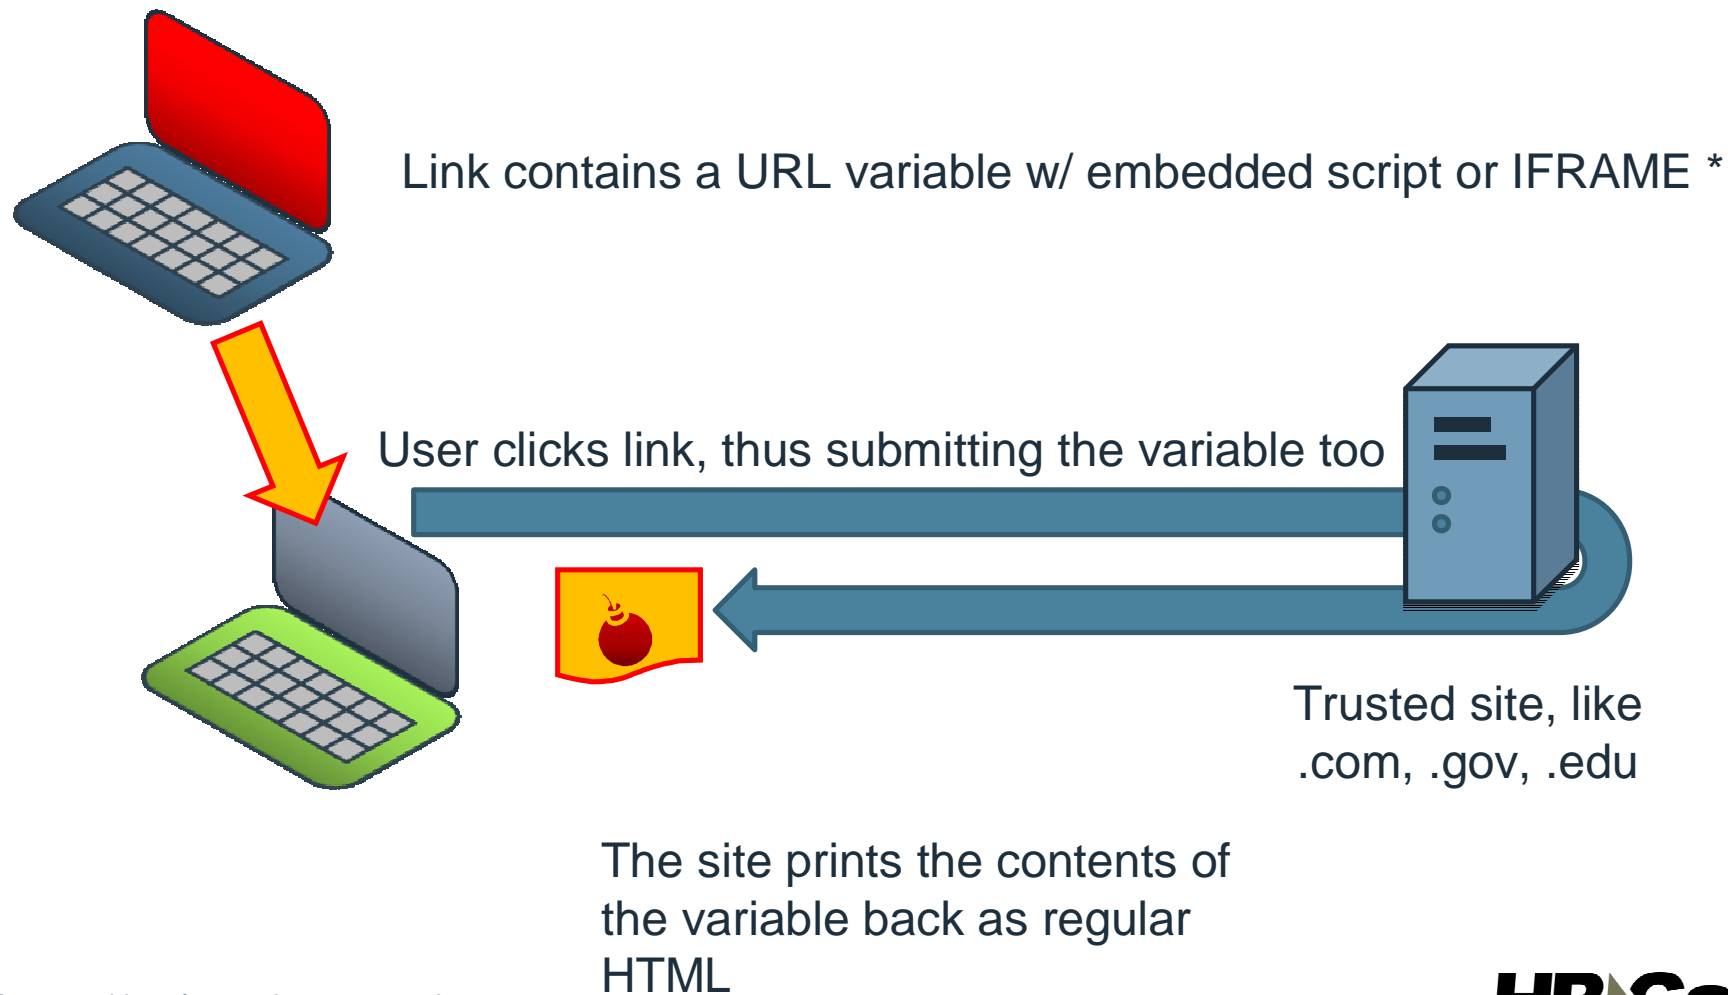 Link contains a URL variable w/ embedded script or IFRAME *
User clicks link, thus submitting the variable too
Trusted site, like
.com, .gov, .edu
The site prints the contents of
the variable back as regular
HTML